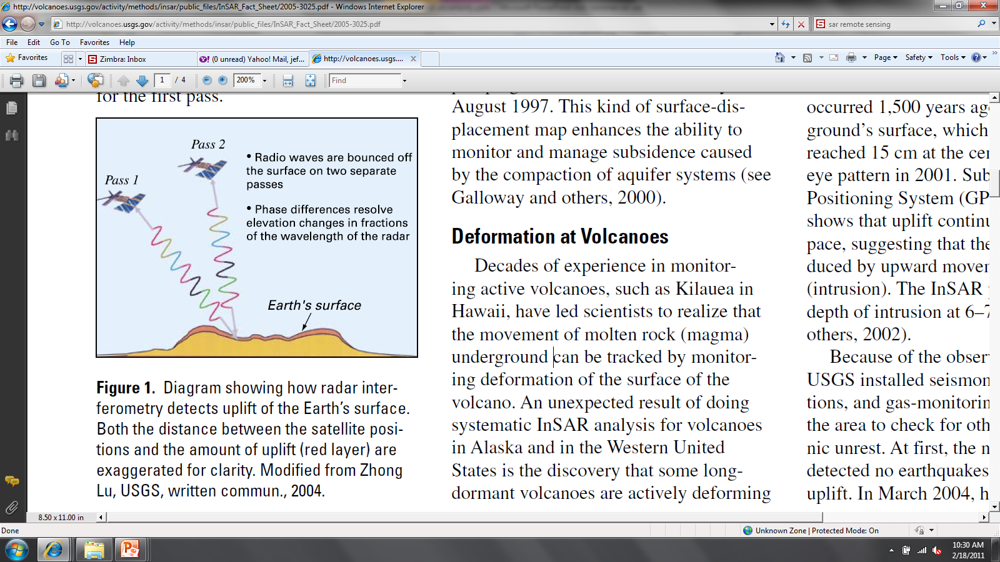 http://volcanoes.usgs.gov/activity/methods/insar/public_files/InSAR_Fact_Sheet/2005-3025.pdf - Windows Internet Explorer
http://volcanoes.usgs.gov/activity/methods/insar/public_files/InSAR_Fact_Sheet/2005-3025.pdf
sar remote sensing
File Edit Go To Favorites Help
Favorites
Zimbra: Inbox
(0 unread) Yahoo! Mail, jef...
http://volcanoes.usgs....
Page Safety Tools
1 / 4
200%
Find
for the first pass.
Pass 2
Pass 1
• Radio waves are bounced off
the surface on two separate
passes
• Phase differences resolve
elevation changes in fractions
of the wavelength of the radar
Earth's surface
Figure 1. Diagram showing how radar inter-
ferometry detects uplift of the Earth's surface.
Both the distance between the satellite posi-
tions and the amount of uplift (red layer) are
exaggerated for clarity. Modified from Zhong
Lu, USGS, written commun., 2004.
August 1997. This kind of surface-dis-
placement map enhances the ability to
monitor and manage subsidence caused
by the compaction of aquifer systems (see
Galloway and others, 2000).
Deformation at Volcanoes
Decades of experience in monitor-
ing active volcanoes, such as Kilauea in
Hawaii, have led scientists to realize that
the movement of molten rock (magma)
underground can be tracked by monitor-
ing deformation of the surface of the
volcano. An unexpected result of doing
systematic InSAR analysis for volcanoes
in Alaska and in the Western United
States is the discovery that some long-
dormant volcanoes are actively deforming
occurred 1,500 years ag
ground's surface, which
reached 15 cm at the cen
eye pattern in 2001. Sub
Positioning System (GP
shows that uplift continu
pace, suggesting that the
duced by upward mover
(intrusion). The InSAR
depth of intrusion at 6–7
others, 2002).
Because of the obser
USGS installed seismon
tions, and gas-monitorin
the area to check for oth
nic unrest. At first, the n
detected no earthquakes
uplift. In March 2004, h
8.50 x 11.00 in
Done
Unknown Zone | Protected Mode: On
10:30 AM
2/18/2011